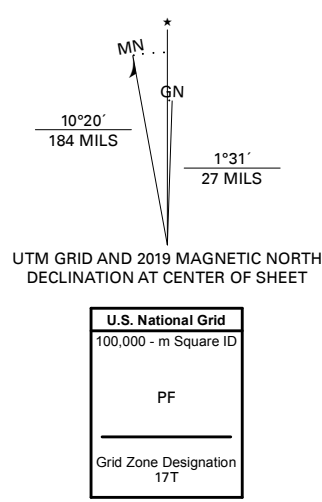 ★
MN
GN
10°20´
184 MILS
1°31´
27 MILS
UTM GRID AND 2019 MAGNETIC NORTH
DECLINATION AT CENTER OF SHEET
U.S. National Grid
100,000 - m Square ID
PF
Grid Zone Designation
17T